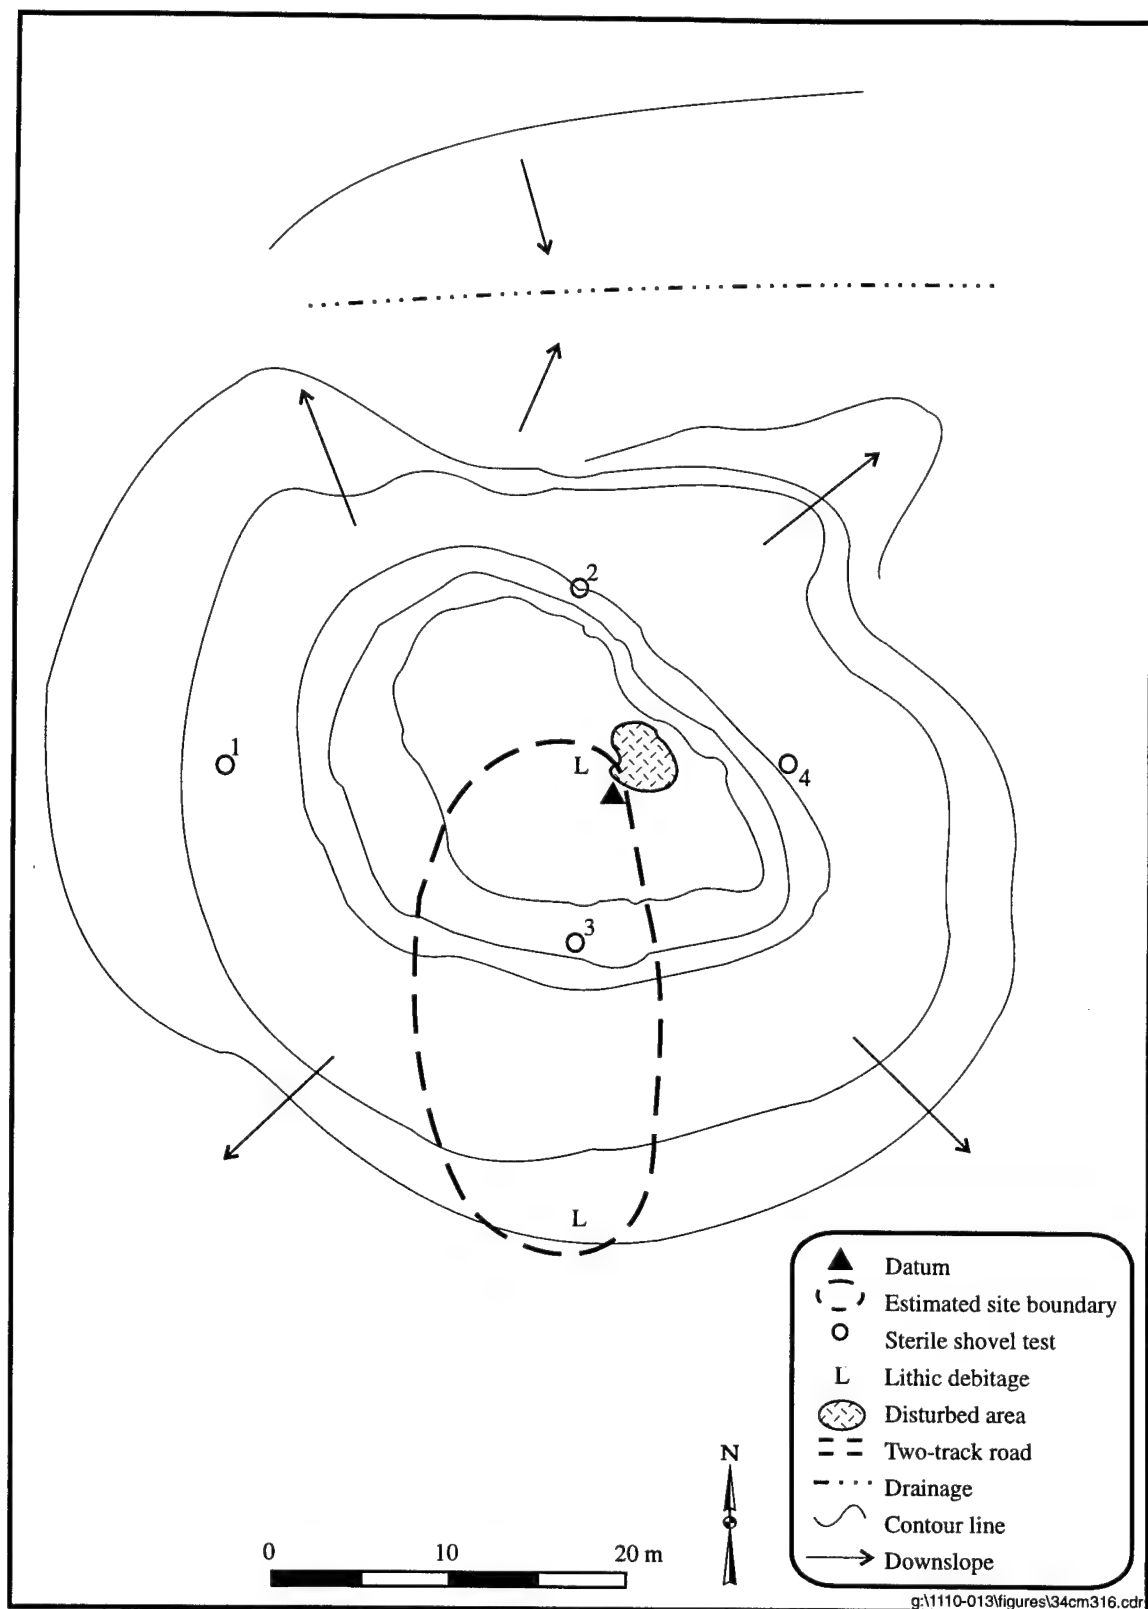 2
1
L
4
3
L
Datum
Estimated site boundary
Sterile shovel test
L Lithic debitage
Disturbed area
Two-track road
Drainage
Contour line
Downslope
N
0 10 20 m
g:\1110-013\figures\34cm316.cdr